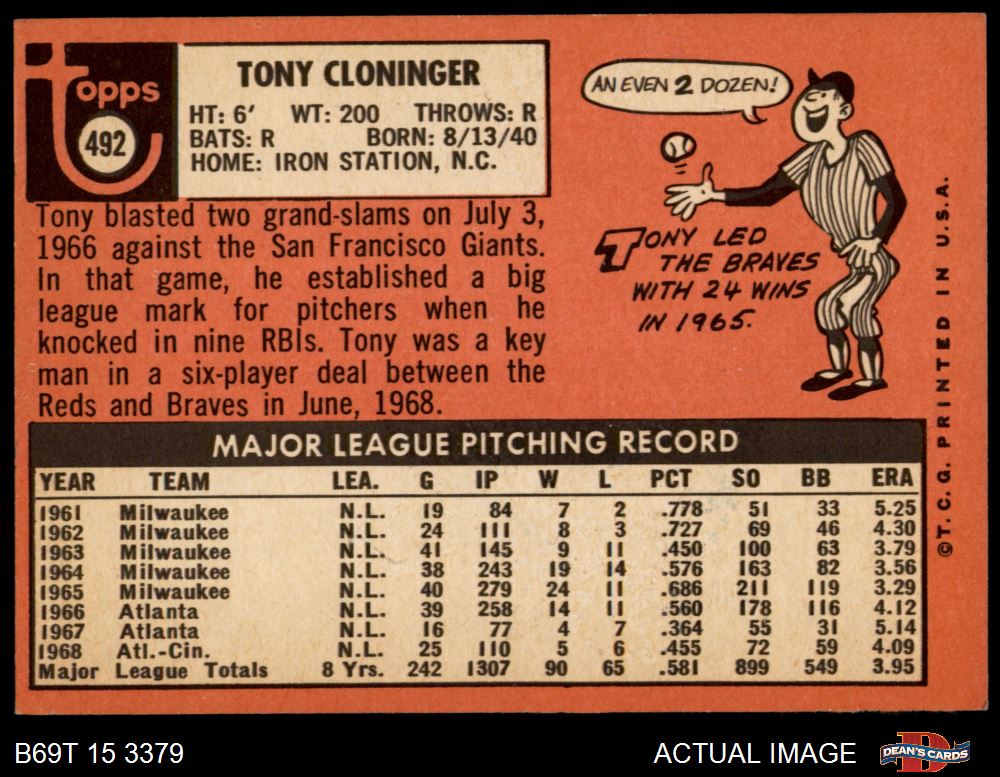 Topps
492
TONY CLONINGER
HT: 6' WT: 200 THROWS: R
BATS: R BORN: 8/13/40
HOME: IRON STATION, N.C.
Tony blasted two grand-slams on July 3,
1966 against the San Francisco Giants.
In that game, he established a big
league mark for pitchers when he
knocked in nine RBIs. Tony was a key
man in a six-player deal between the
Reds and Braves in June, 1968.
AN EVEN 2 DOZEN!
TONY LED
THE BRAVES
WITH 24 WINS
IN 1965.
©T.C.G. PRINTED IN U.S.A.
MAJOR LEAGUE PITCHING RECORD
YEAR TEAM LEA. G IP W L PCT SO BB ERA
1961 Milwaukee N.L. 19 84 7 2 .778 51 33 5.25
1962 Milwaukee N.L. 24 111 8 3 .727 69 46 4.30
1963 Milwaukee N.L. 41 145 9 11 .450 100 63 3.79
1964 Milwaukee N.L. 38 243 19 14 .576 163 82 3.56
1965 Milwaukee N.L. 40 279 24 11 .686 211 119 3.29
1966 Atlanta N.L. 39 258 14 11 .560 178 116 4.12
1967 Atlanta N.L. 16 77 4 7 .364 55 31 5.14
1968 Atl.-Cin. N.L. 25 110 5 6 .455 72 59 4.09
Major League Totals 8 Yrs. 242 1307 90 65 .581 899 549 3.95
B69T 15 3379
ACTUAL IMAGE
DEAN'S CARDS